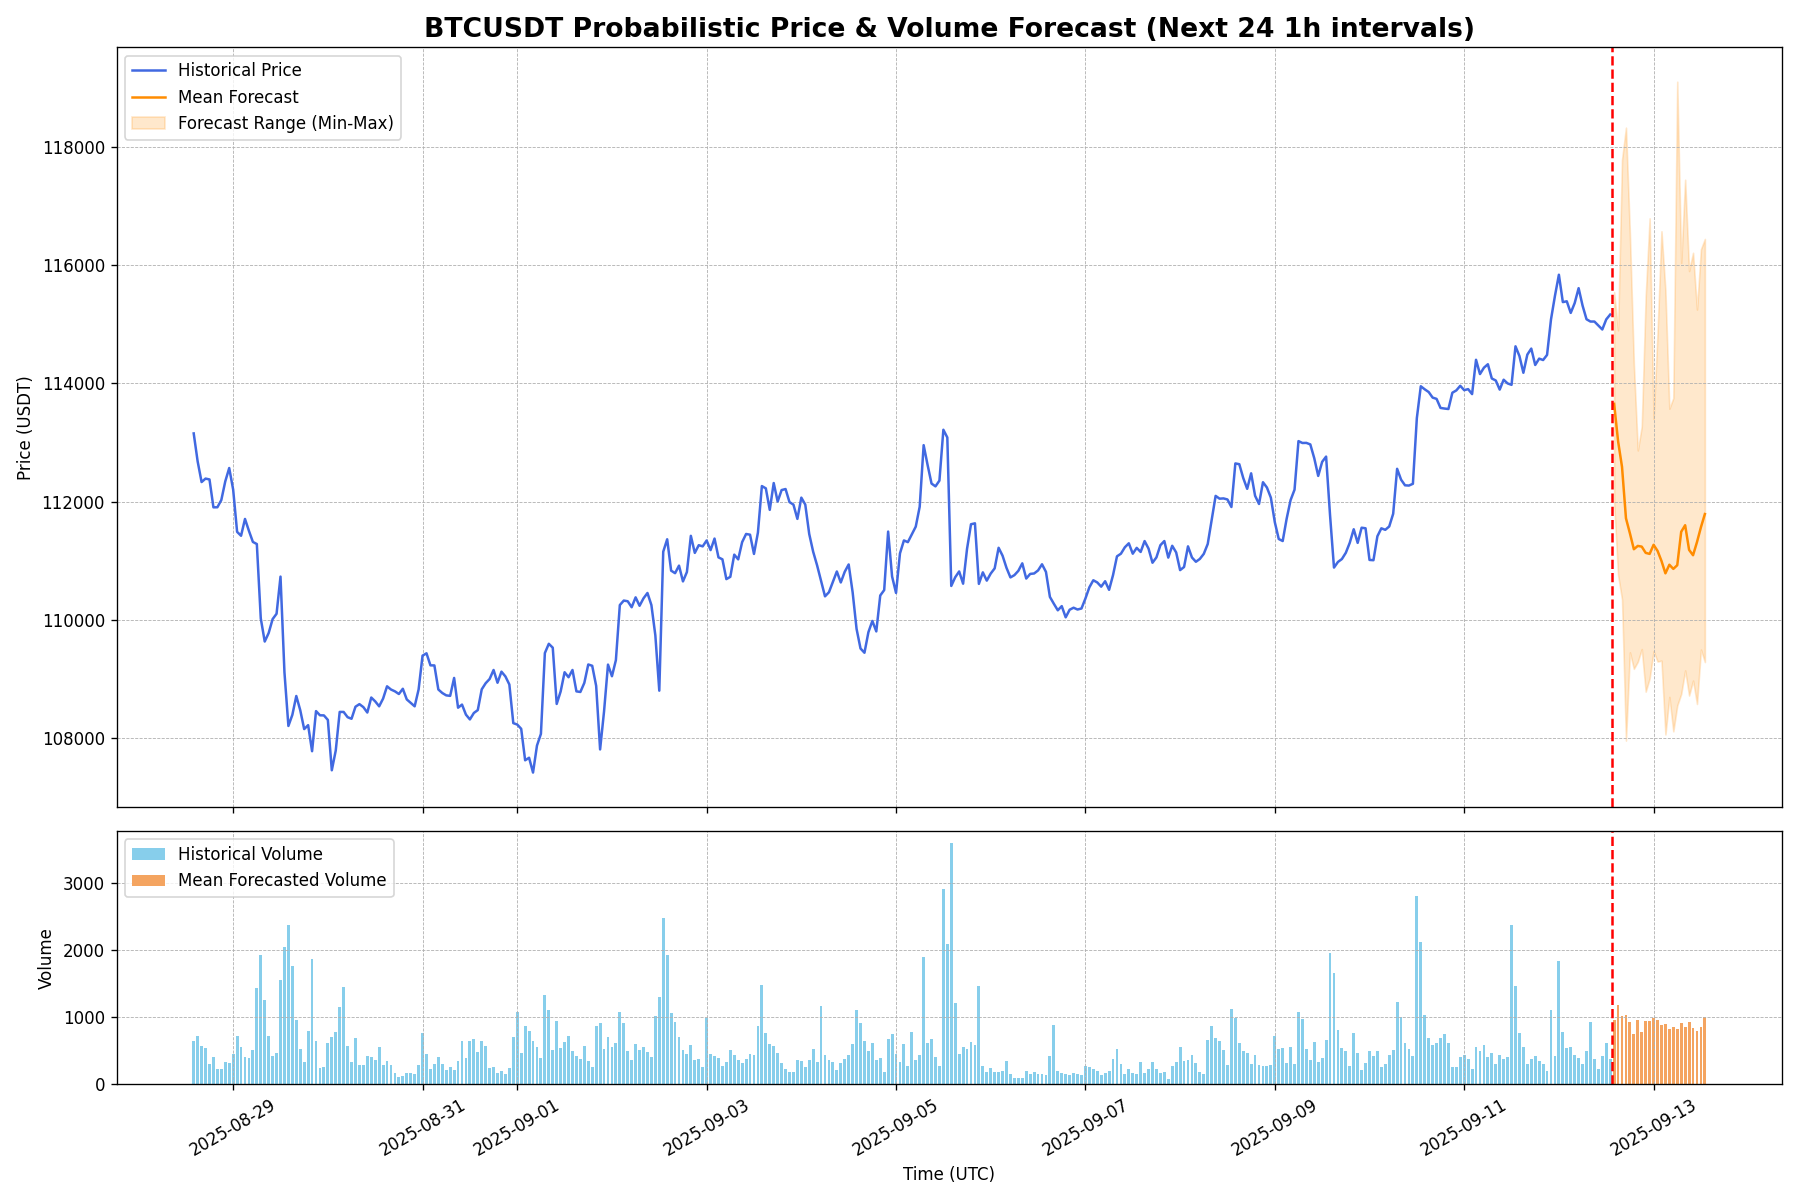 BTCUSDT Probabilistic Price & Volume Forecast (Next 24 1h intervals)
Historical Price
Mean Forecast
Forecast Range (Min-Max)
118000
116000
114000
112000
110000
108000
Price (USDT)
Historical Volume
Mean Forecasted Volume
3000
2000
1000
0
Volume
2025-08-29
2025-08-31
2025-09-01
2025-09-03
2025-09-05
2025-09-07
2025-09-09
2025-09-11
2025-09-13
Time (UTC)